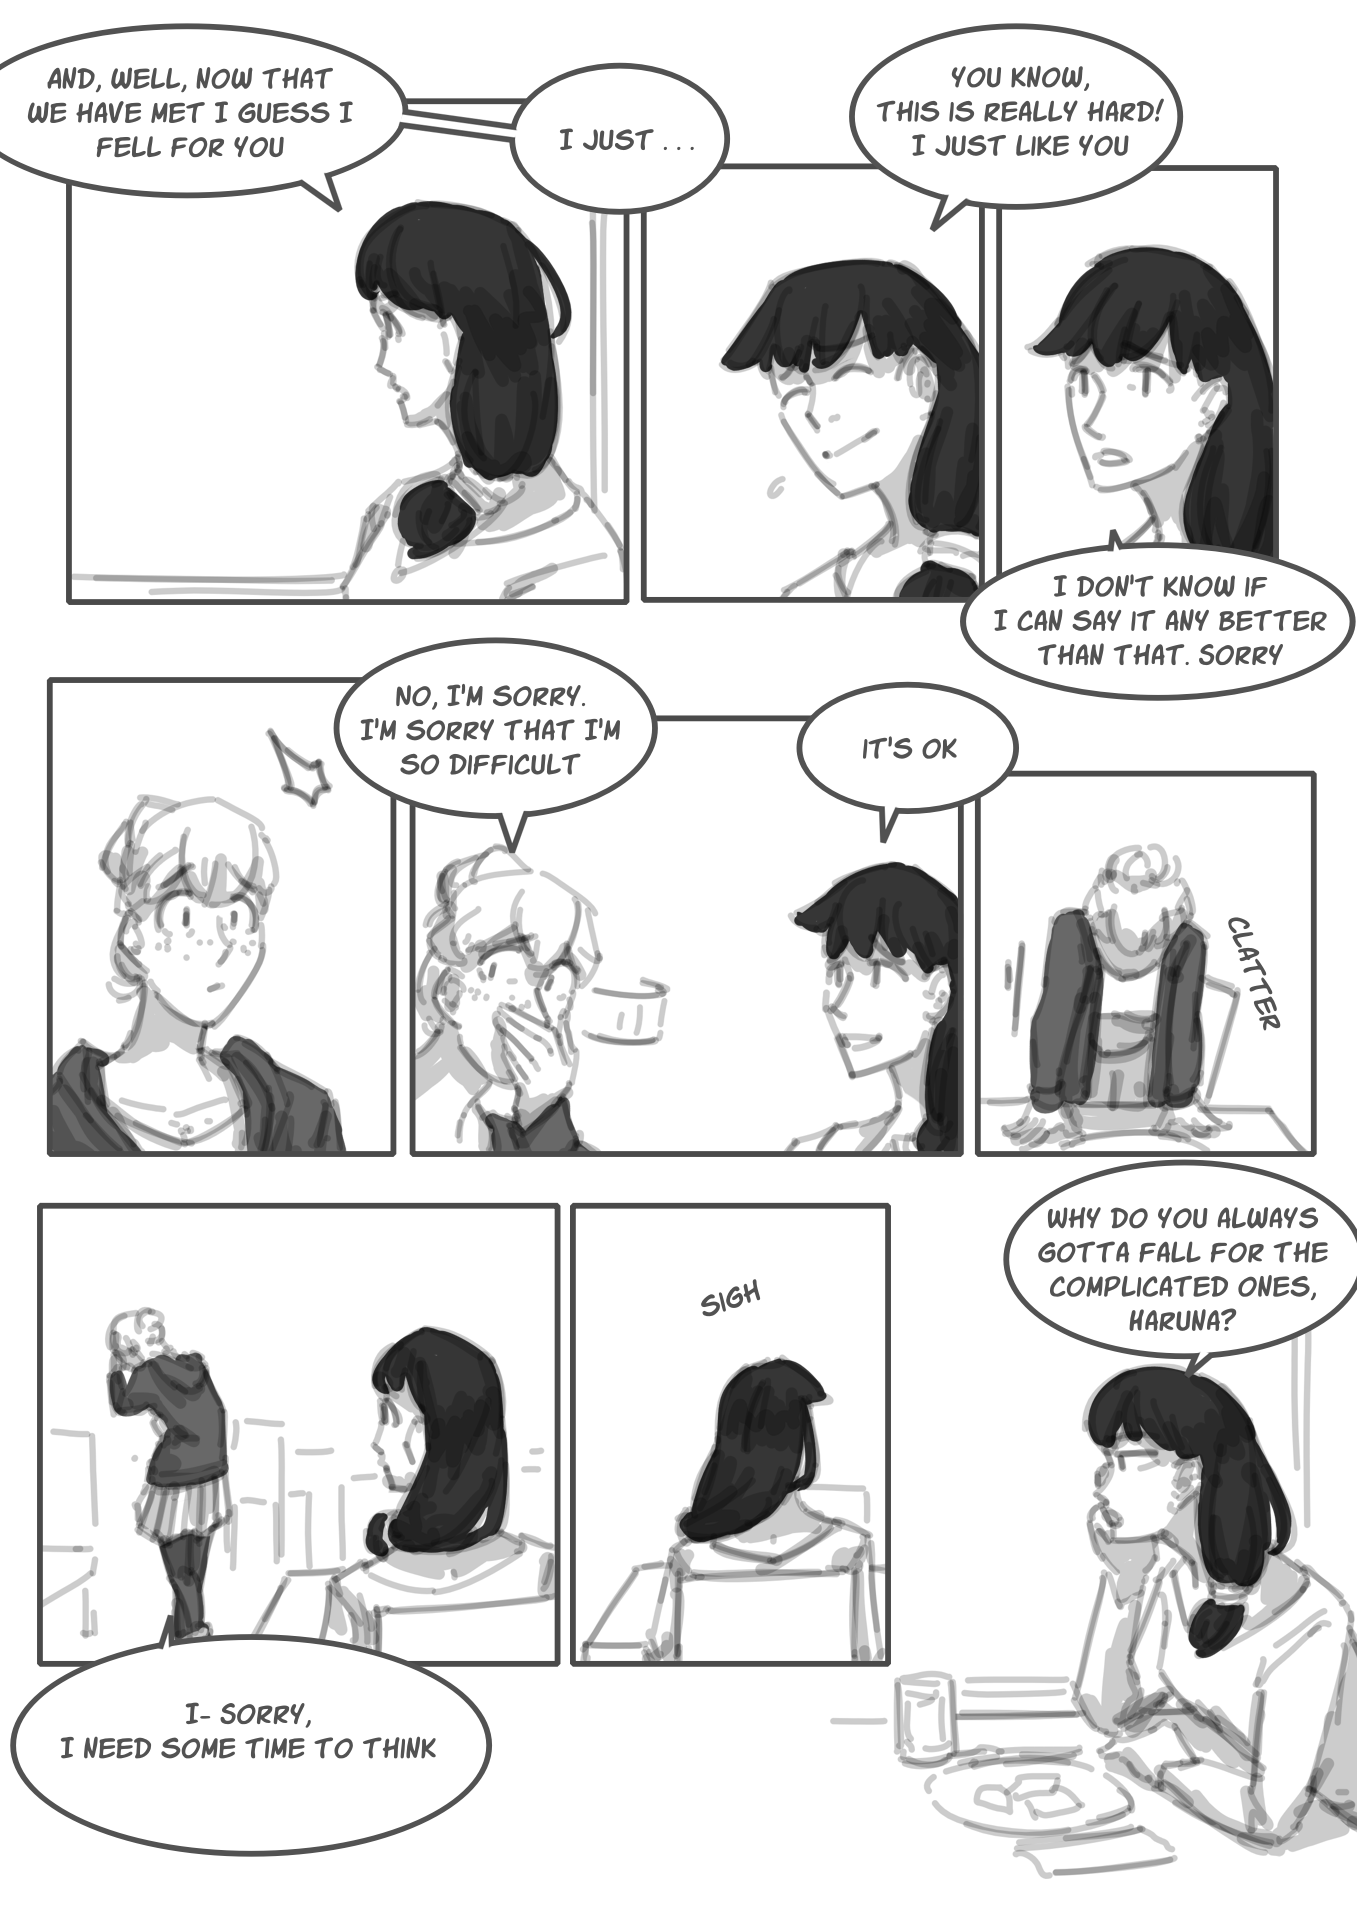 AND, WELL, NOW THAT
WE HAVE MET I GUESS I
FELL FOR YOU
I JUST . . .
YOU KNOW,
THIS IS REALLY HARD!
I JUST LIKE YOU
I DON'T KNOW IF
I CAN SAY IT ANY BETTER
THAN THAT. SORRY
NO, I'M SORRY.
I'M SORRY THAT I'M
SO DIFFICULT
IT'S OK
CLATTER
I- SORRY,
I NEED SOME TIME TO THINK
SIGH
WHY DO YOU ALWAYS
GOTTA FALL FOR THE
COMPLICATED ONES,
HARUNA?